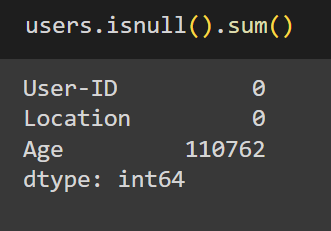 users.isnull().sum()
User-ID 0
Location 0
Age 110762
dtype: int64